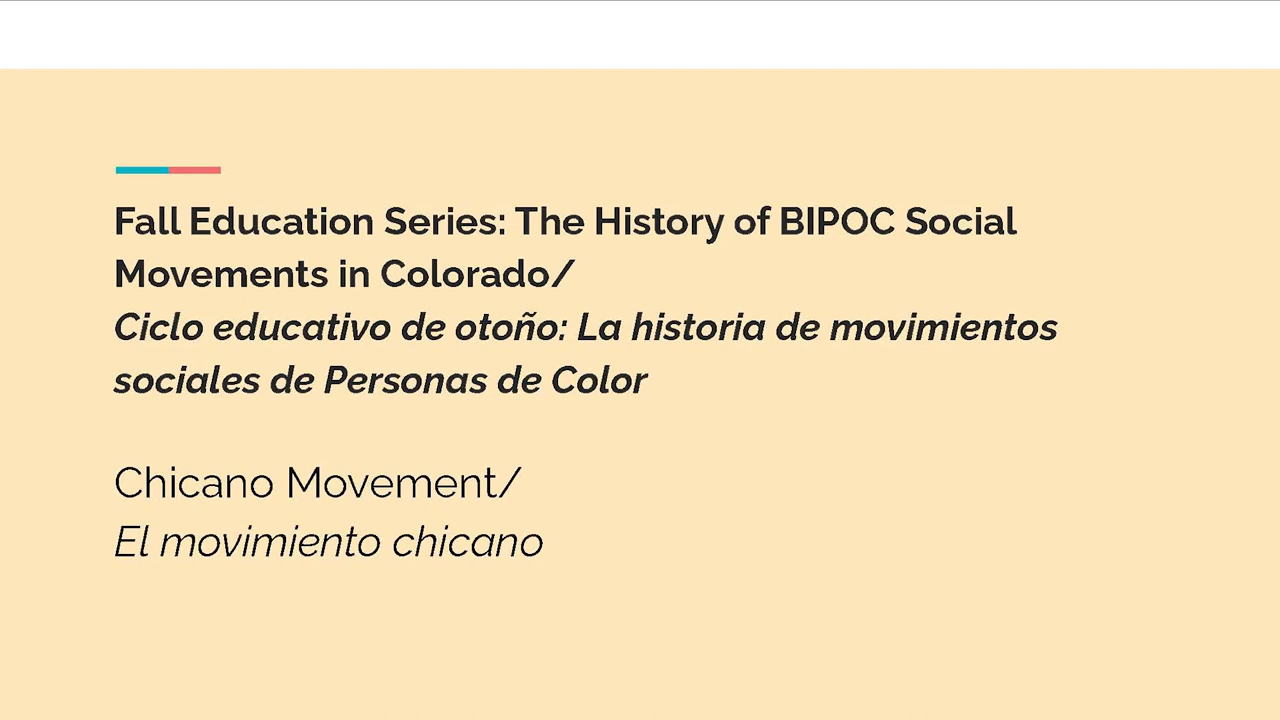 Fall Education Series: The History of BIPOC Social
Movements in Colorado/
Ciclo educativo de otoño: La historia de movimientos
sociales de Personas de Color
Chicano Movement/
El movimiento chicano